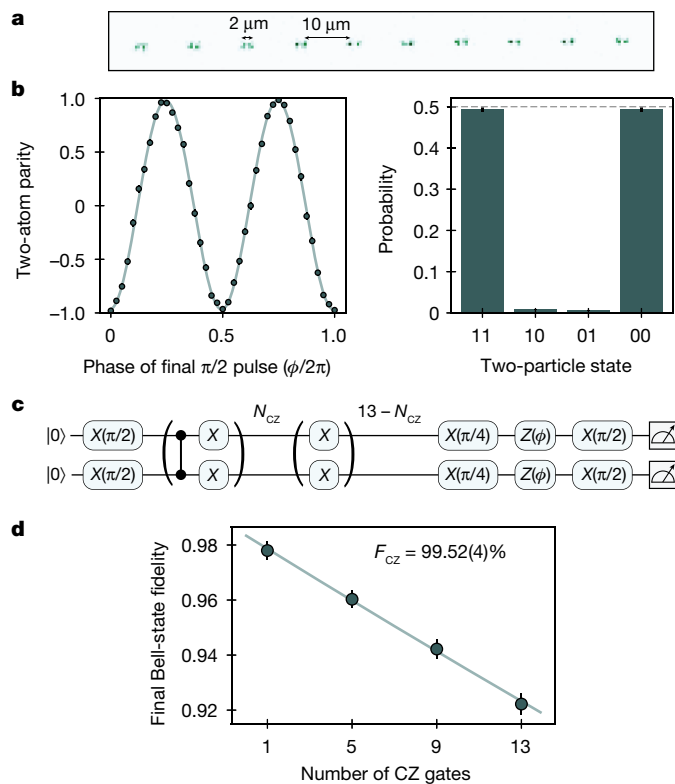 a
2 μm 10 μm
b
Two-atom parity
1.0
0.5
0
−0.5
−1.0
0 0.5 1.0
Phase of final π/2 pulse (ϕ/2π)
Probability
0.5
0.4
0.3
0.2
0.1
0
11 10 01 00
Two-particle state
c
N_CZ 13 − N_CZ
|0⟩ X(π/2) X X X(π/4) Z(ϕ) X(π/2)
|0⟩ X(π/2) X X X(π/4) Z(ϕ) X(π/2)
d
Final Bell-state fidelity
0.98
0.96
0.94
0.92
F_CZ = 99.52(4)%
1 5 9 13
Number of CZ gates